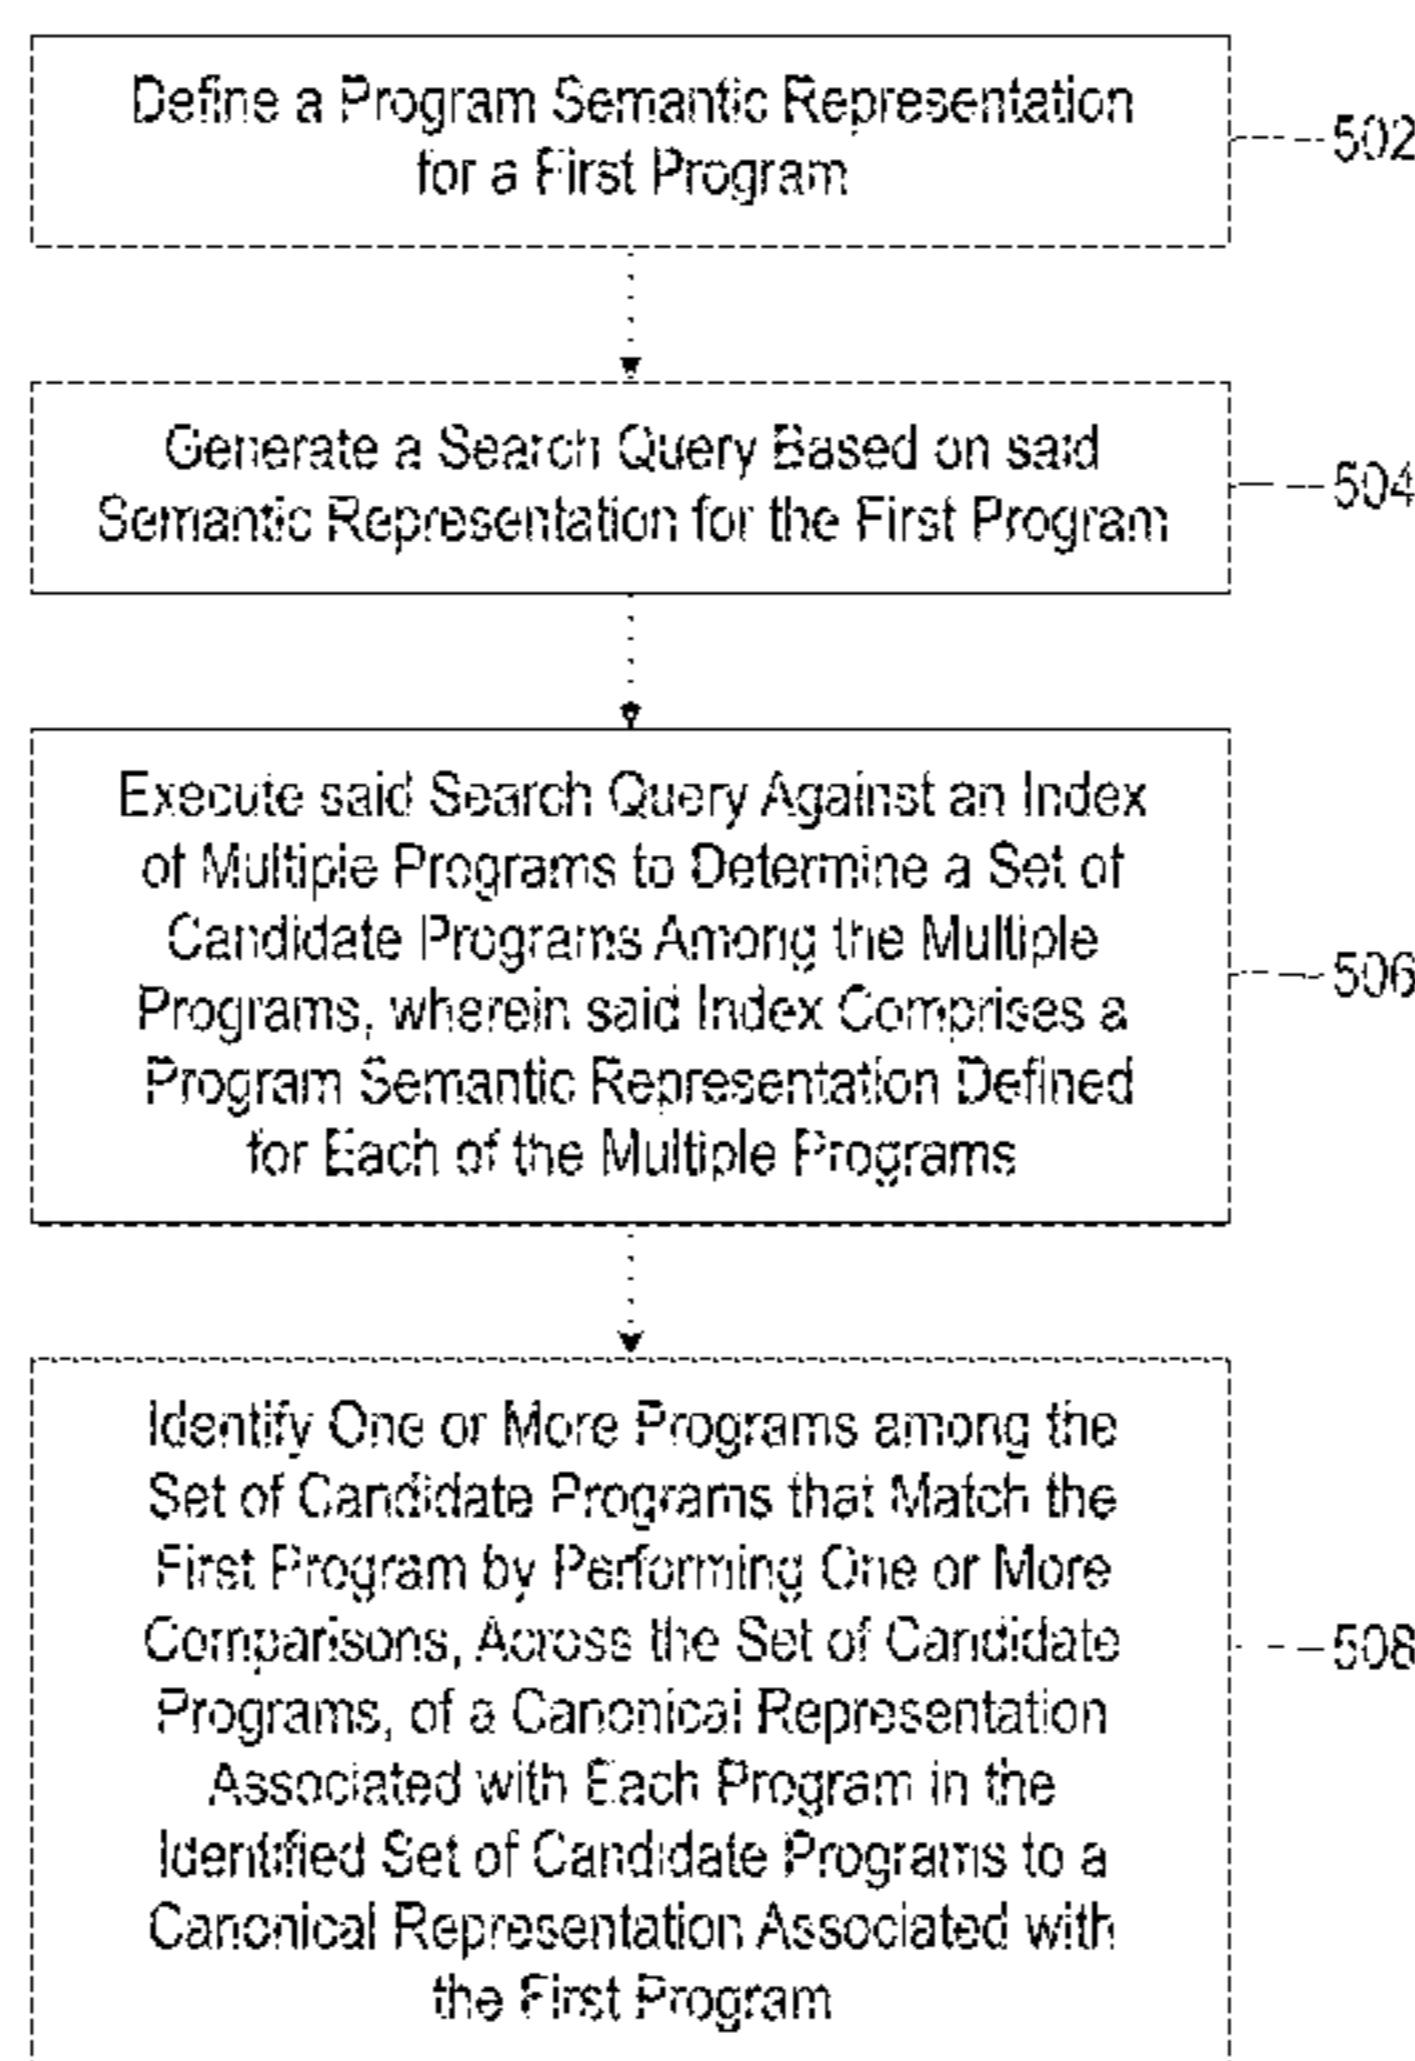 Define a Program Semantic Representation
for a First Program
502
Generate a Search Query Based on said
Semantic Representation for the First Program
504
Execute said Search Query Against an Index
of Multiple Programs to Determine a Set of
Candidate Programs Among the Multiple
Programs, wherein said Index Comprises a
Program Semantic Representation Defined
for Each of the Multiple Programs
506
Identify One or More Programs among the
Set of Candidate Programs that Match the
First Program by Performing One or More
Comparisons, Across the Set of Candidate
Programs, of a Canonical Representation
Associated with Each Program in the
Identified Set of Candidate Programs to a
Canonical Representation Associated with
the First Program
508